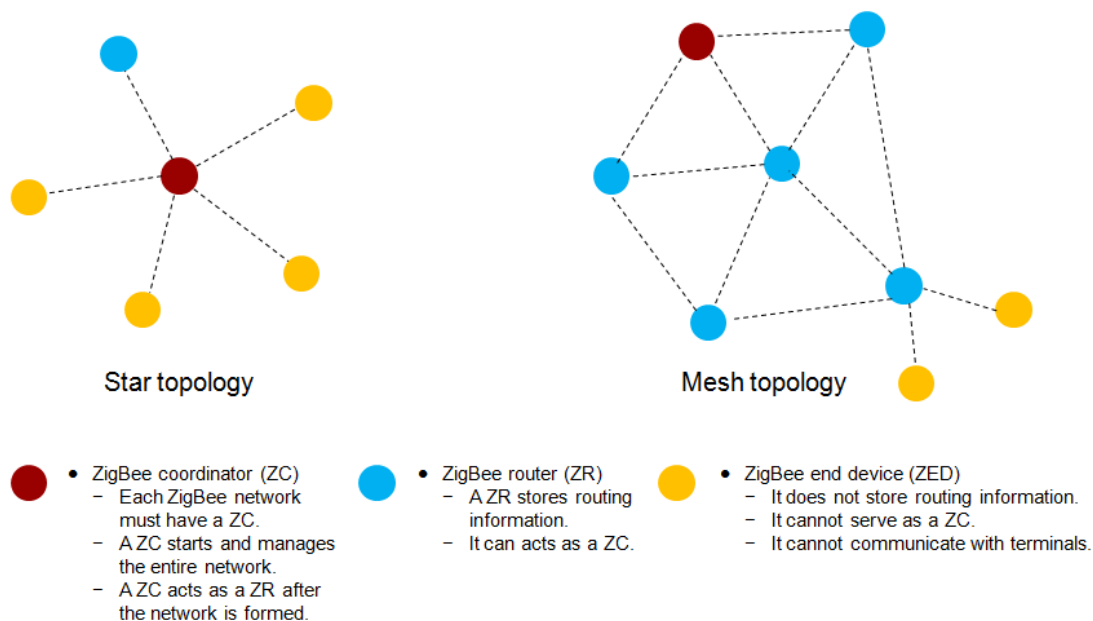 Star topology
Mesh topology
• ZigBee coordinator (ZC)
− Each ZigBee network
must have a ZC.
− A ZC starts and manages
the entire network.
− A ZC acts as a ZR after
the network is formed.
• ZigBee router (ZR)
− A ZR stores routing
information.
− It can acts as a ZC.
• ZigBee end device (ZED)
− It does not store routing information.
− It cannot serve as a ZC.
− It cannot communicate with terminals.